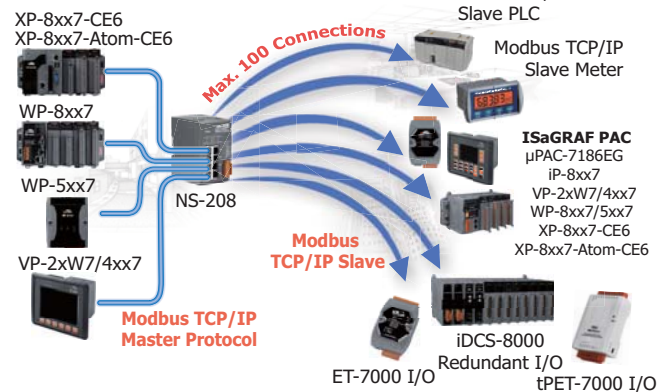 XP-8xx7-CE6
XP-8xx7-Atom-CE6
WP-8xx7
WP-5xx7
VP-2xW7/4xx7
NS-208
Max. 100 Connections
Slave PLC
Modbus TCP/IP
Slave Meter
ISaGRAF PAC
µPAC-7186EG
iP-8xx7
VP-2xW7/4xx7
WP-8xx7/5xx7
XP-8xx7-CE6
XP-8xx7-Atom-CE6
Modbus
TCP/IP Slave
Modbus TCP/IP
Master Protocol
ET-7000 I/O
iDCS-8000
Redundant I/O
tPET-7000 I/O